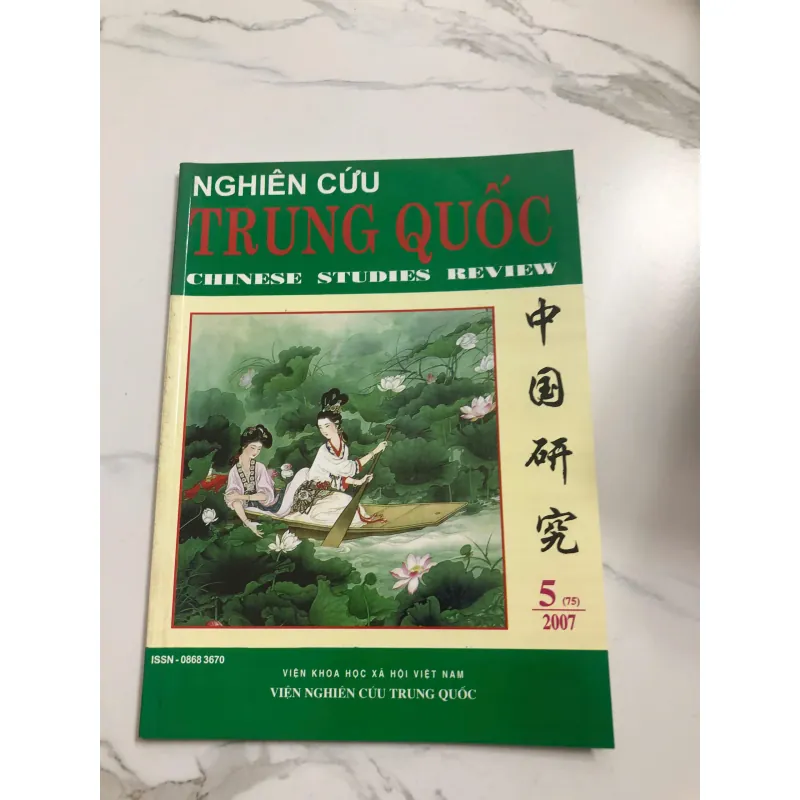 NGHIÊN CỨU
TRUNG QUỐC
CHINESE STUDIES REVIEW
中国研究
5 (75)
2007
ISSN - 0868 3670
VIỆN KHOA HỌC XÃ HỘI VIỆT NAM
VIỆN NGHIÊN CỨU TRUNG QUỐC